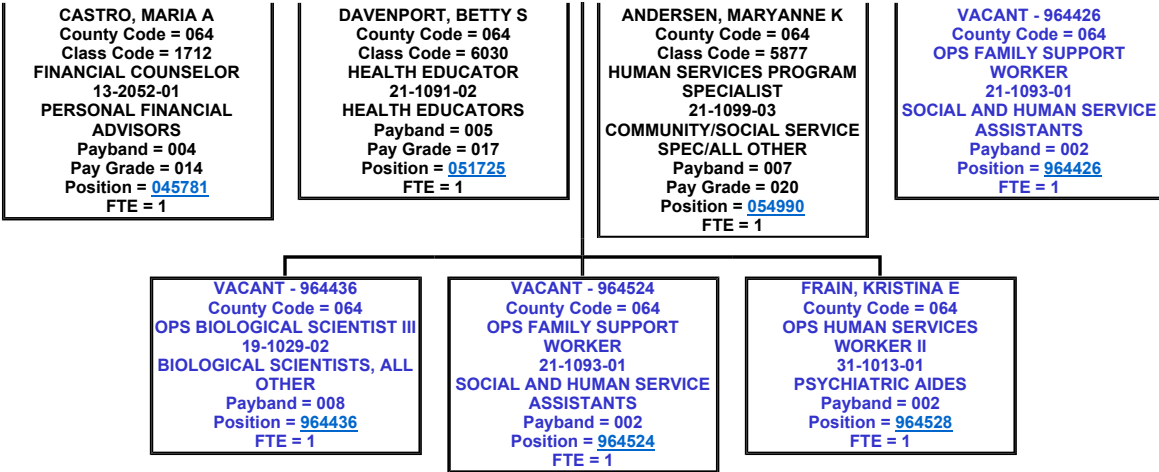 CASTRO, MARIA A
County Code = 064
Class Code = 1712
FINANCIAL COUNSELOR
13-2052-01
PERSONAL FINANCIAL
ADVISORS
Payband = 004
Pay Grade = 014
Position = 045781
FTE = 1
DAVENPORT, BETTY S
County Code = 064
Class Code = 6030
HEALTH EDUCATOR
21-1091-02
HEALTH EDUCATORS
Payband = 005
Pay Grade = 017
Position = 051725
FTE = 1
ANDERSEN, MARYANNE K
County Code = 064
Class Code = 5877
HUMAN SERVICES PROGRAM
SPECIALIST
21-1099-03
COMMUNITY/SOCIAL SERVICE
SPEC/ALL OTHER
Payband = 007
Pay Grade = 020
Position = 054990
FTE = 1
VACANT - 964426
County Code = 064
OPS FAMILY SUPPORT
WORKER
21-1093-01
SOCIAL AND HUMAN SERVICE
ASSISTANTS
Payband = 002
Position = 964426
FTE = 1
VACANT - 964436
County Code = 064
OPS BIOLOGICAL SCIENTIST III
19-1029-02
BIOLOGICAL SCIENTISTS, ALL
OTHER
Payband = 008
Position = 964436
FTE = 1
VACANT - 964524
County Code = 064
OPS FAMILY SUPPORT
WORKER
21-1093-01
SOCIAL AND HUMAN SERVICE
ASSISTANTS
Payband = 002
Position = 964524
FTE = 1
FRAIN, KRISTINA E
County Code = 064
OPS HUMAN SERVICES
WORKER II
31-1013-01
PSYCHIATRIC AIDES
Payband = 002
Position = 964528
FTE = 1